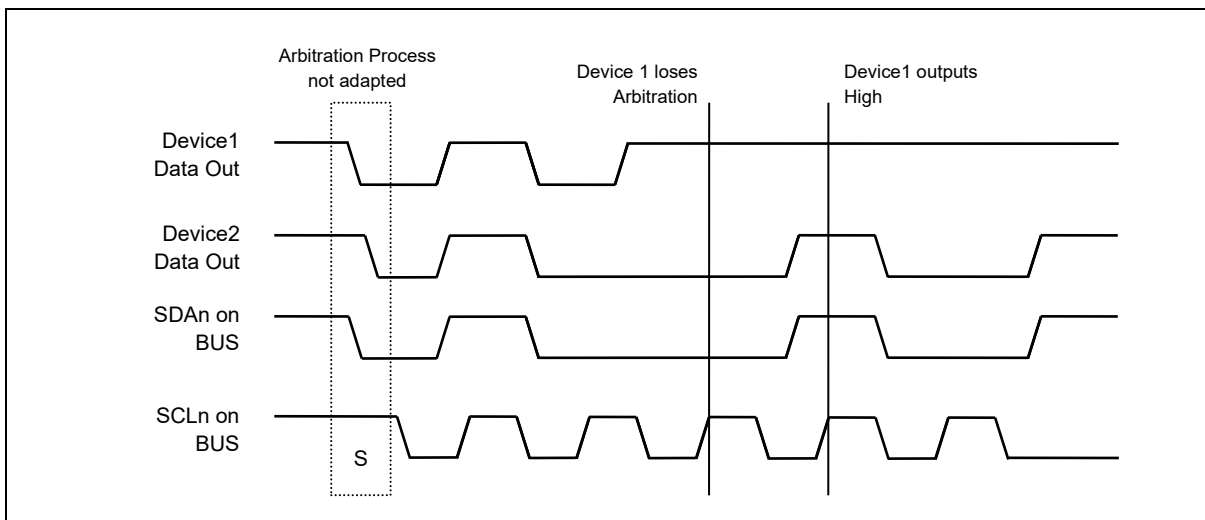 Arbitration Process
not adapted
Device 1 loses
Arbitration
Device1 outputs
High
Device1
Data Out
Device2
Data Out
SDAn on
BUS
SCLn on
BUS
S